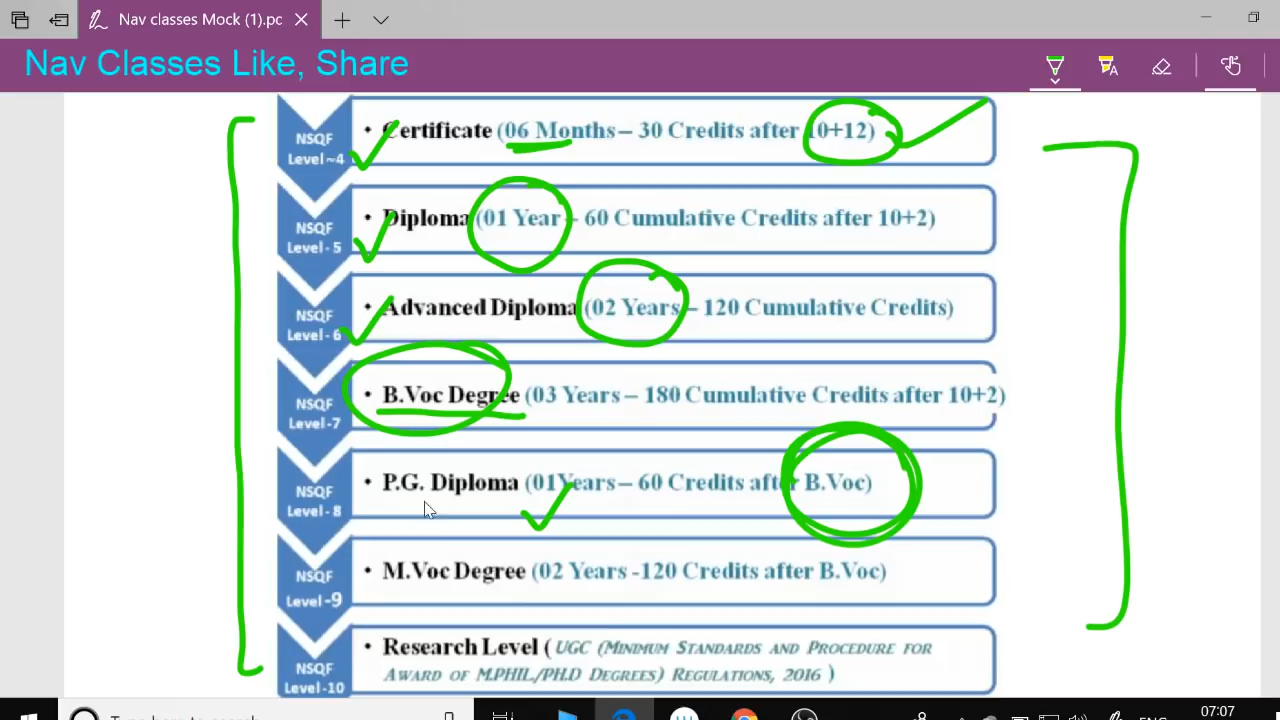 Nav classes Mock (1).pc
Nav Classes Like, Share
NSQF
Level-4
• Certificate (06 Months– 30 Credits after 10+12)
NSQF
Level-5
• Diploma (01 Year – 60 Cumulative Credits after 10+2)
NSQF
Level-6
• Advanced Diploma (02 Years – 120 Cumulative Credits)
NSQF
Level-7
• B.Voc Degree (03 Years – 180 Cumulative Credits after 10+2)
NSQF
Level-8
• P.G. Diploma (01Years– 60 Credits after B.Voc)
NSQF
Level-9
• M.Voc Degree (02 Years -120 Credits after B.Voc)
NSQF
Level-10
• Research Level ( UGC (MINIMUM STANDARDS AND PROCEDURE FOR
AWARD OF M.PHIL./PH.D DEGREES) REGULATIONS, 2016 )
Type here to search
ENG
07:07